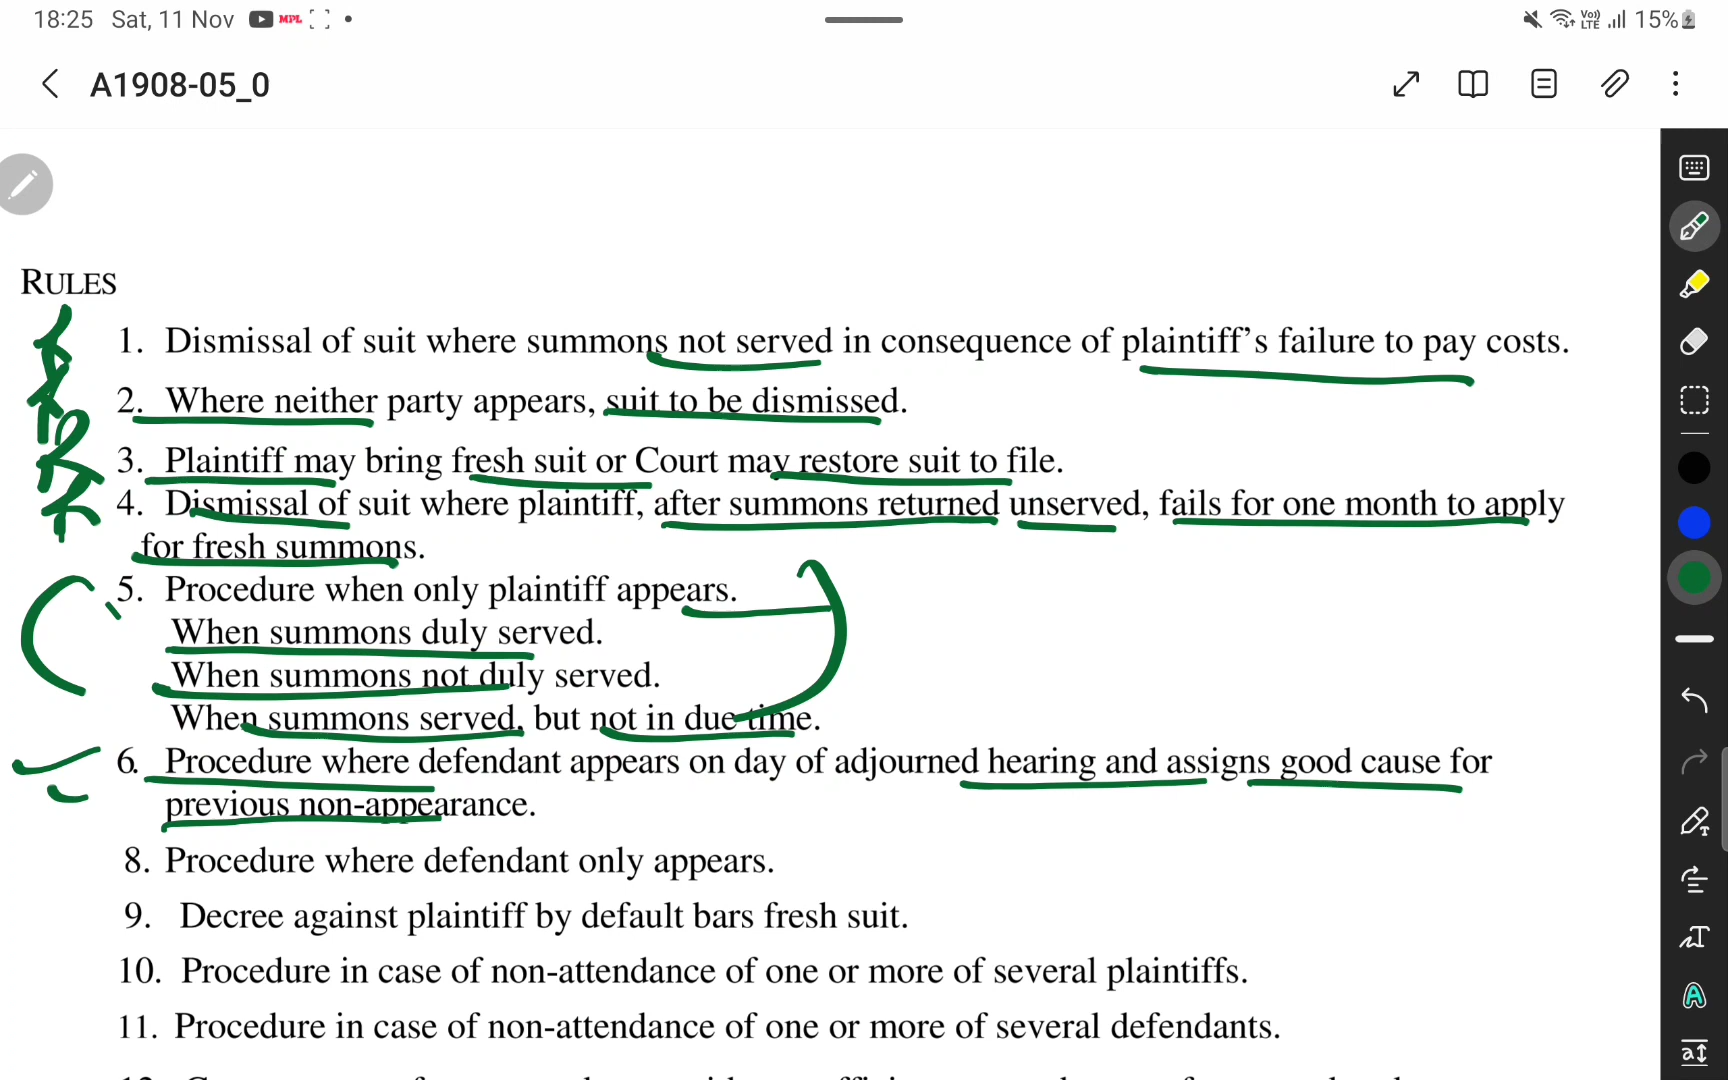 18:25 Sat, 11 Nov MPL
Vo)) LTE 15%
A1908-05_0
RULES
1. Dismissal of suit where summons not served in consequence of plaintiff’s failure to pay costs.
2. Where neither party appears, suit to be dismissed.
3. Plaintiff may bring fresh suit or Court may restore suit to file.
4. Dismissal of suit where plaintiff, after summons returned unserved, fails for one month to apply
for fresh summons.
5. Procedure when only plaintiff appears.
When summons duly served.
When summons not duly served.
When summons served, but not in due time.
6. Procedure where defendant appears on day of adjourned hearing and assigns good cause for
previous non-appearance.
8. Procedure where defendant only appears.
9. Decree against plaintiff by default bars fresh suit.
10. Procedure in case of non-attendance of one or more of several plaintiffs.
11. Procedure in case of non-attendance of one or more of several defendants.